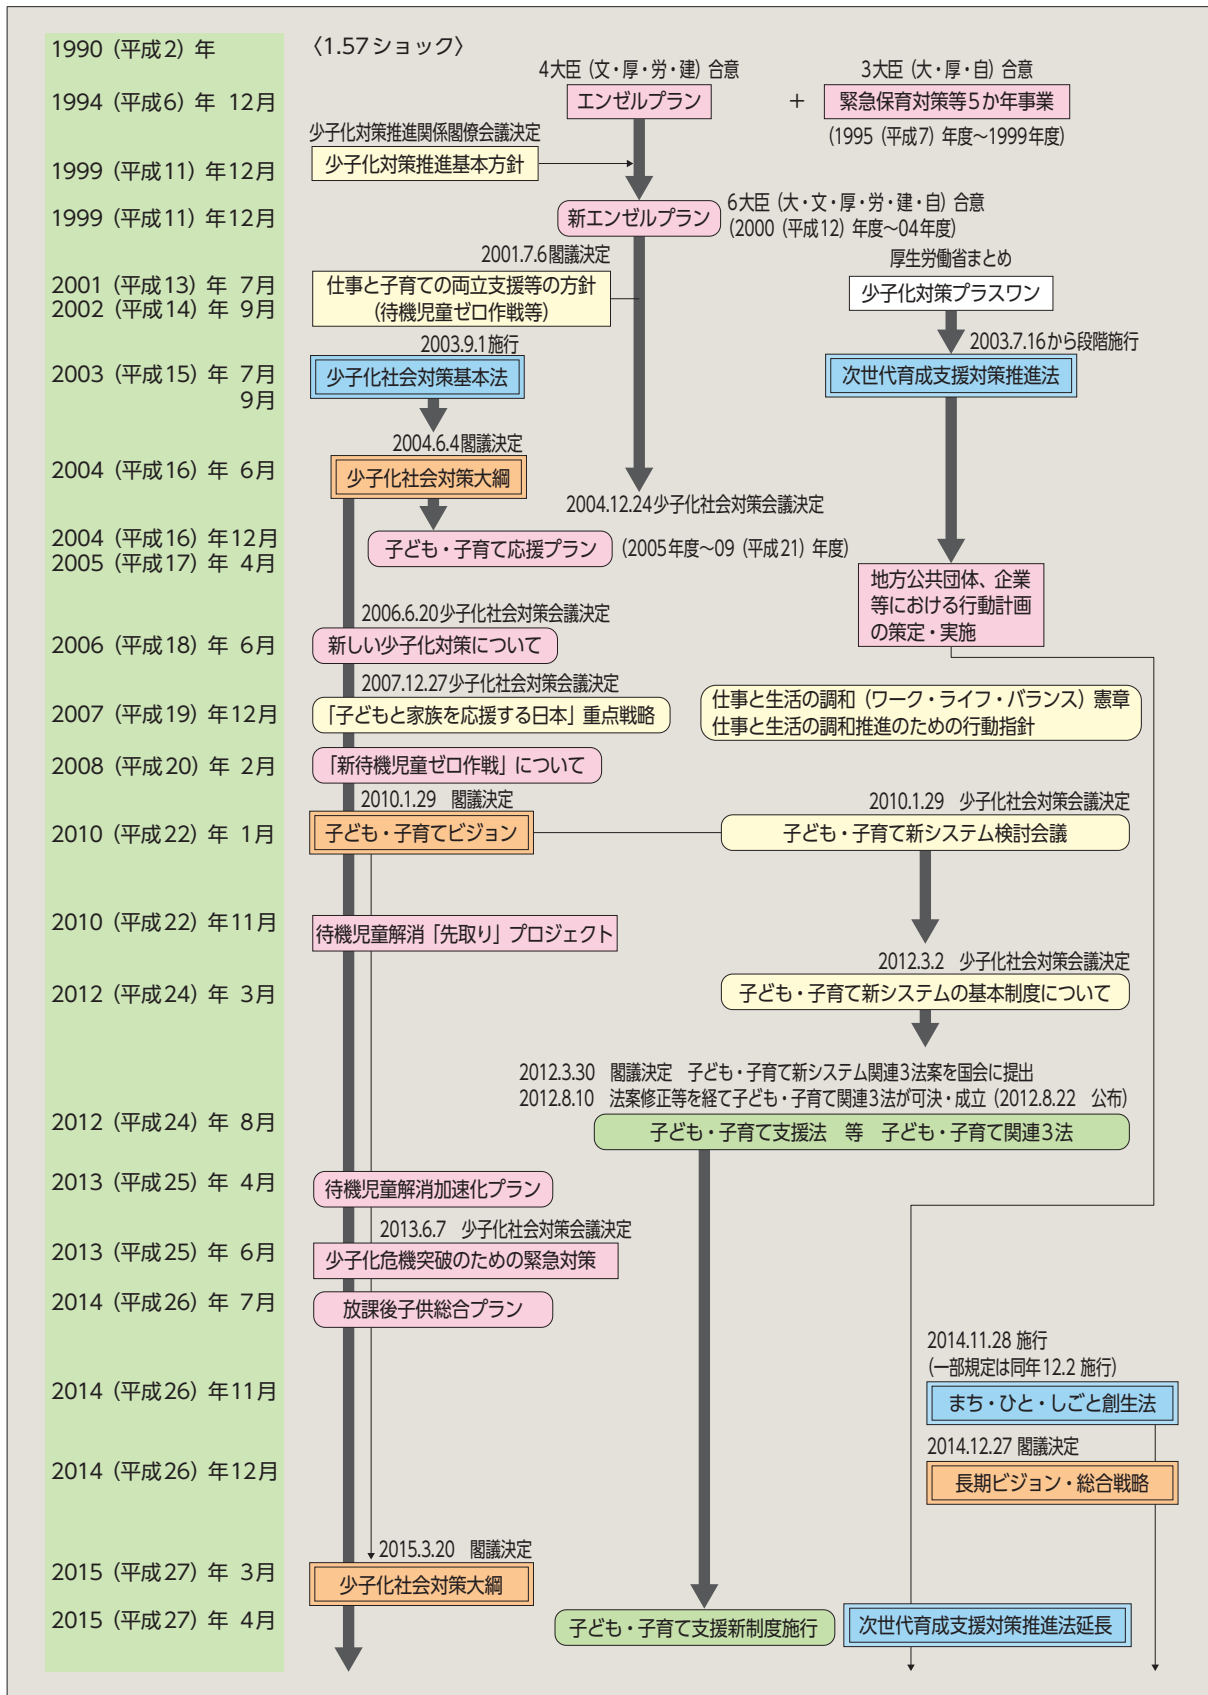 1990（平成2）年
〈1.57ショック〉
4大臣（文・厚・労・建）合意
3大臣（大・厚・自）合意
1994（平成6）年 12月
エンゼルプラン
＋
緊急保育対策等5か年事業
(1995（平成7）年度～1999年度)
少子化対策推進関係閣僚会議決定
1999（平成11）年12月
少子化対策推進基本方針
1999（平成11）年12月
新エンゼルプラン
6大臣（大・文・厚・労・建・自）合意
(2000（平成12）年度～04年度)
2001.7.6閣議決定
厚生労働省まとめ
2001（平成13）年 7月
2002（平成14）年 9月
仕事と子育ての両立支援等の方針
(待機児童ゼロ作戦等)
少子化対策プラスワン
2003.9.1施行
2003.7.16から段階施行
2003（平成15）年 7月
9月
少子化社会対策基本法
次世代育成支援対策推進法
2004.6.4閣議決定
2004（平成16）年 6月
少子化社会対策大綱
2004.12.24少子化社会対策会議決定
2004（平成16）年12月
2005（平成17）年 4月
子ども・子育て応援プラン
(2005年度～09（平成21）年度)
地方公共団体、企業
等における行動計画
の策定・実施
2006.6.20少子化社会対策会議決定
2006（平成18）年 6月
新しい少子化対策について
2007.12.27少子化社会対策会議決定
2007（平成19）年12月
「子どもと家族を応援する日本」重点戦略
仕事と生活の調和（ワーク・ライフ・バランス）憲章
仕事と生活の調和推進のための行動指針
2008（平成20）年 2月
「新待機児童ゼロ作戦」について
2010.1.29　閣議決定
2010.1.29　少子化社会対策会議決定
2010（平成22）年 1月
子ども・子育てビジョン
子ども・子育て新システム検討会議
2010（平成22）年11月
待機児童解消「先取り」プロジェクト
2012.3.2　少子化社会対策会議決定
2012（平成24）年 3月
子ども・子育て新システムの基本制度について
2012.3.30　閣議決定　子ども・子育て新システム関連3法案を国会に提出
2012.8.10　法案修正等を経て子ども・子育て関連3法が可決・成立（2012.8.22　公布）
2012（平成24）年 8月
子ども・子育て支援法　等　子ども・子育て関連3法
2013（平成25）年 4月
待機児童解消加速化プラン
2013.6.7　少子化社会対策会議決定
2013（平成25）年 6月
少子化危機突破のための緊急対策
2014（平成26）年 7月
放課後子供総合プラン
2014.11.28 施行
(一部規定は同年12.2 施行)
2014（平成26）年11月
まち・ひと・しごと創生法
2014.12.27 閣議決定
2014（平成26）年12月
長期ビジョン・総合戦略
2015.3.20　閣議決定
2015（平成27）年 3月
少子化社会対策大綱
2015（平成27）年 4月
子ども・子育て支援新制度施行
次世代育成支援対策推進法延長